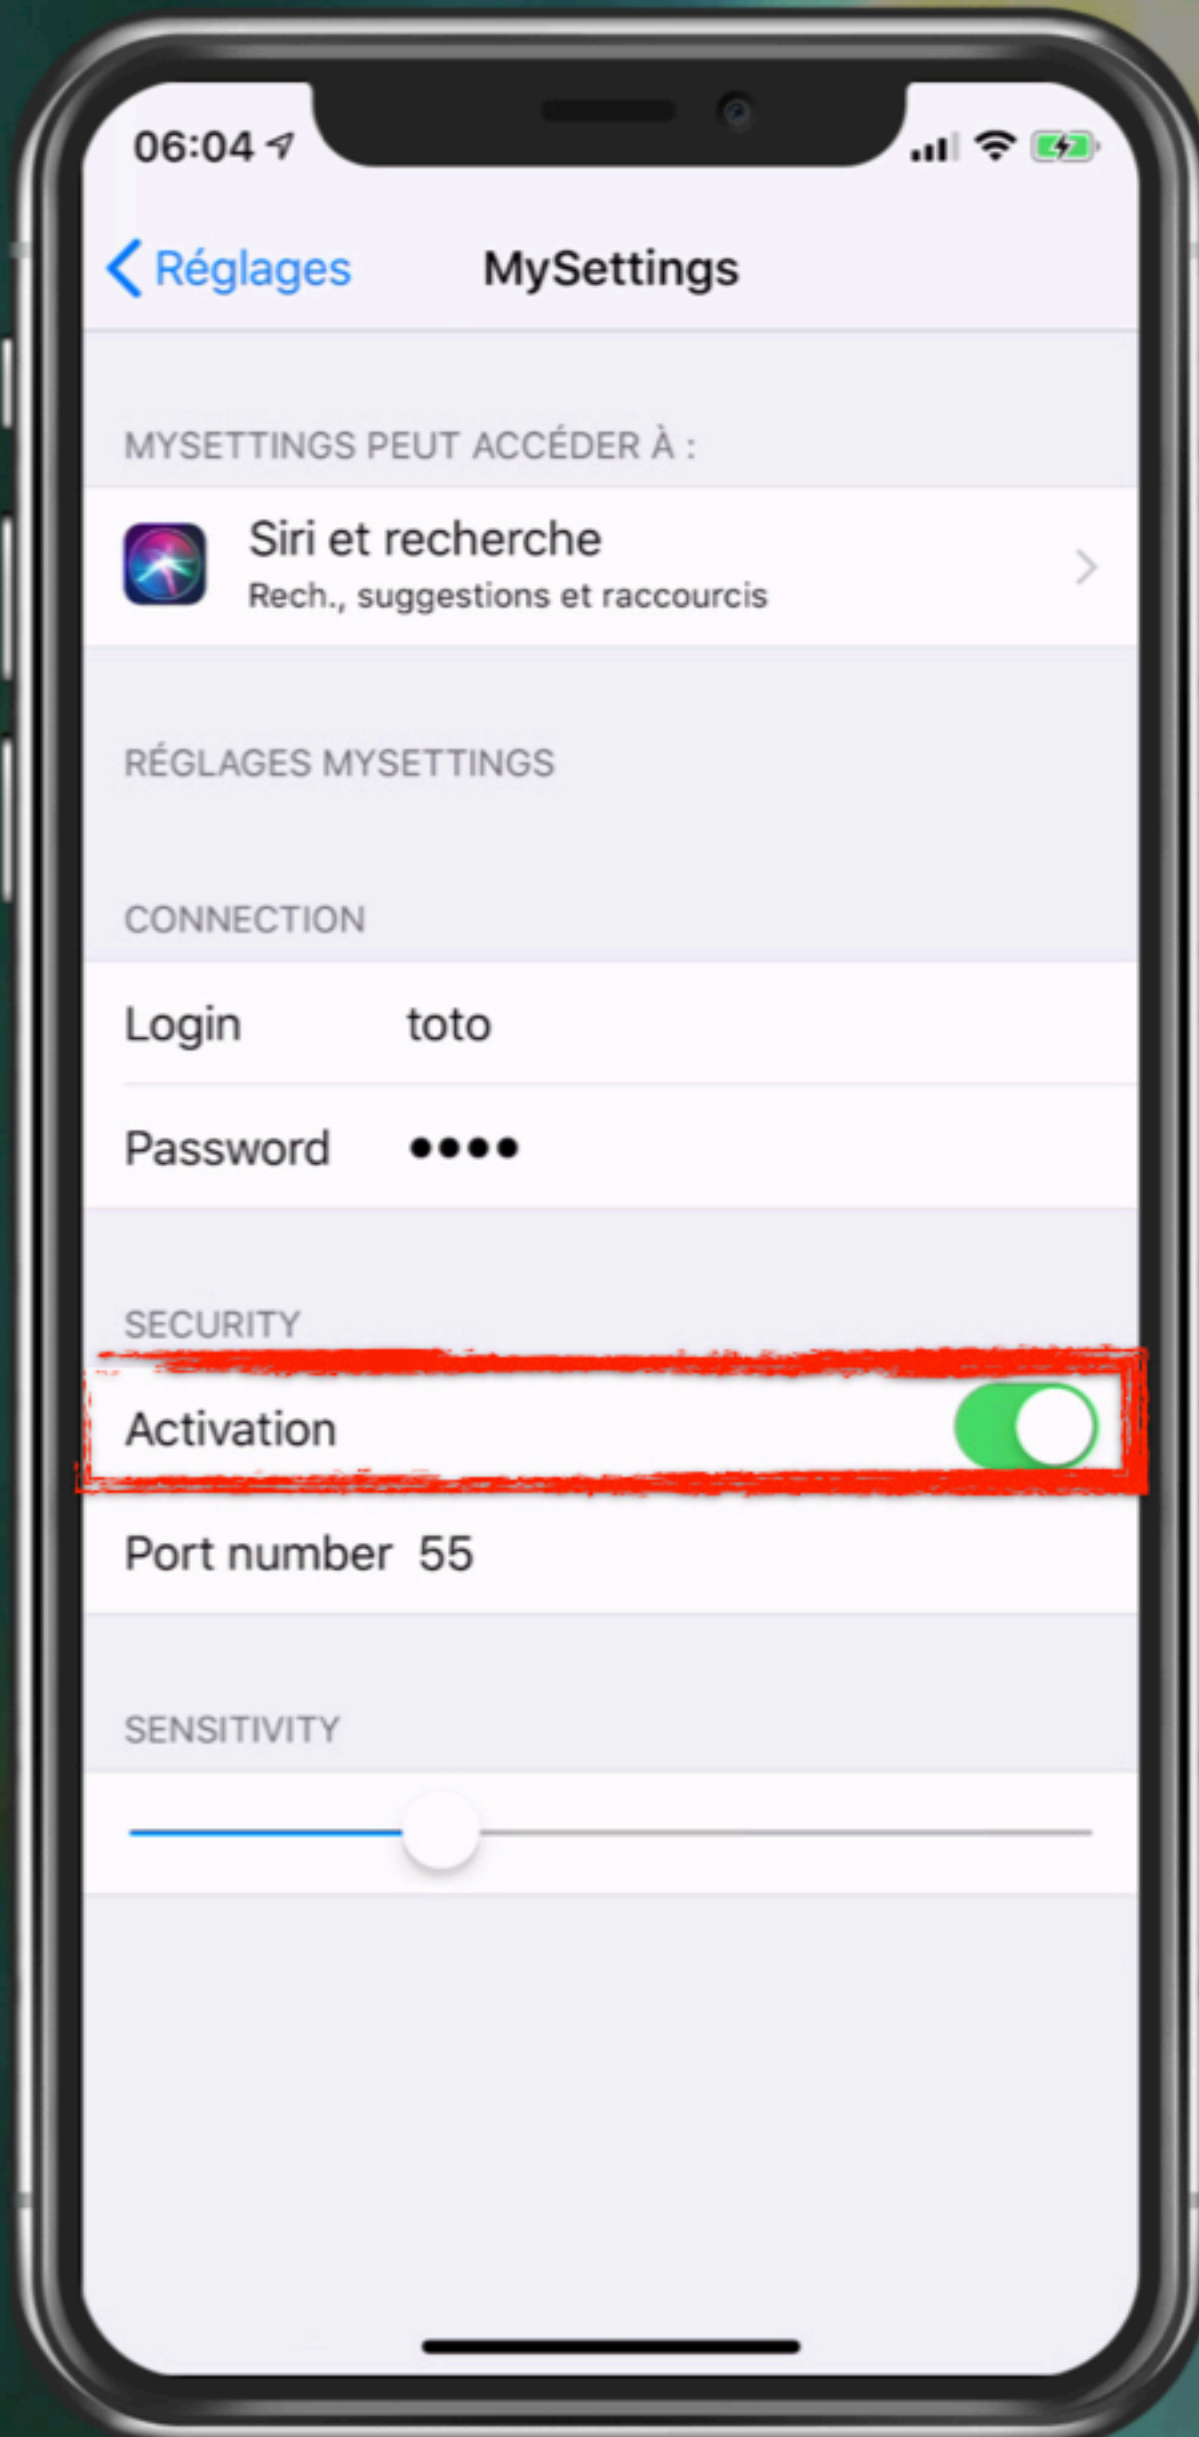 06:04
Réglages
MySettings
MYSETTINGS PEUT ACCÉDER À :
Siri et recherche
Rech., suggestions et raccourcis
RÉGLAGES MYSETTINGS
CONNECTION
Login toto
Password ••••
SECURITY
Activation
Port number 55
SENSITIVITY